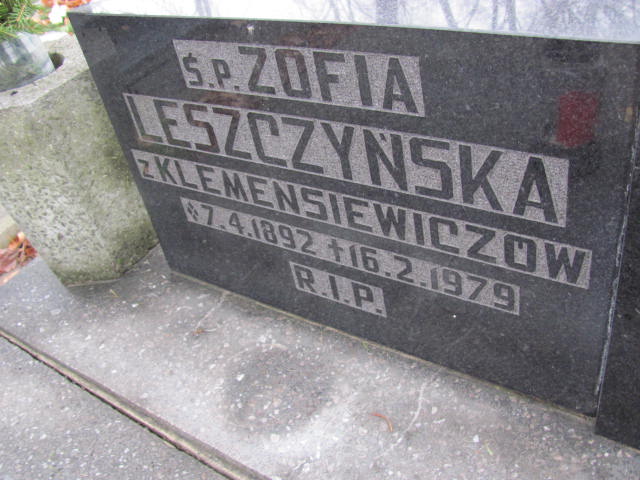 Ś.P. ZOFIA
LESZCZYŃSKA
z KLEMENSIEWICZÓW
* 7.4.1892 † 16.2.1979
R.I.P.